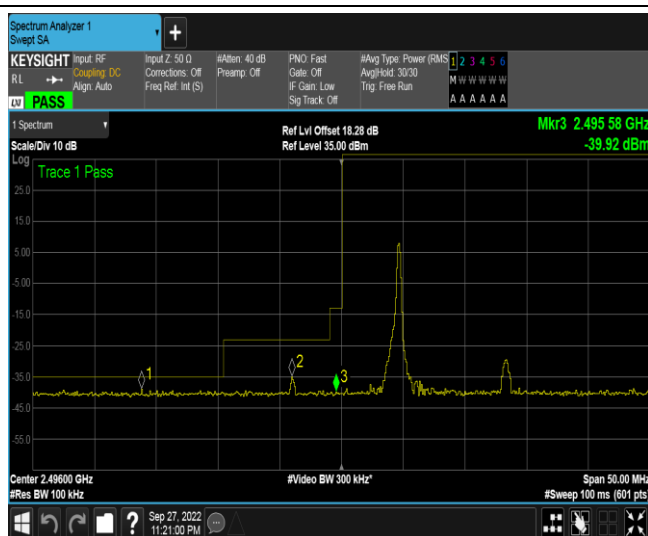 Spectrum Analyzer 1
Swept SA
+
KEYSIGHT
RL
LXI PASS
Input: RF
Coupling: DC
Align: Auto
Input Z: 50 Ω
Corrections: Off
Freq Ref: Int (S)
#Atten: 40 dB
Preamp: Off
PNO: Fast
Gate: Off
IF Gain: Low
Sig Track: Off
#Avg Type: Power (RMS
Avg|Hold: 30/30
Trig: Free Run
1 2 3 4 5 6
M W W W W W
A A A A A A
1 Spectrum
Scale/Div 10 dB
Ref Lvl Offset 18.28 dB
Ref Level 35.00 dBm
Mkr3 2.495 58 GHz
-39.92 dBm
Log
Trace 1 Pass
25.0
15.0
5.00
-5.00
-15.0
-25.0
-35.0
-45.0
-55.0
1
2
3
Center 2.49600 GHz
#Res BW 100 kHz
#Video BW 300 kHz*
Span 50.00 MHz
#Sweep 100 ms (601 pts)
?
Sep 27, 2022
11:21:00 PM